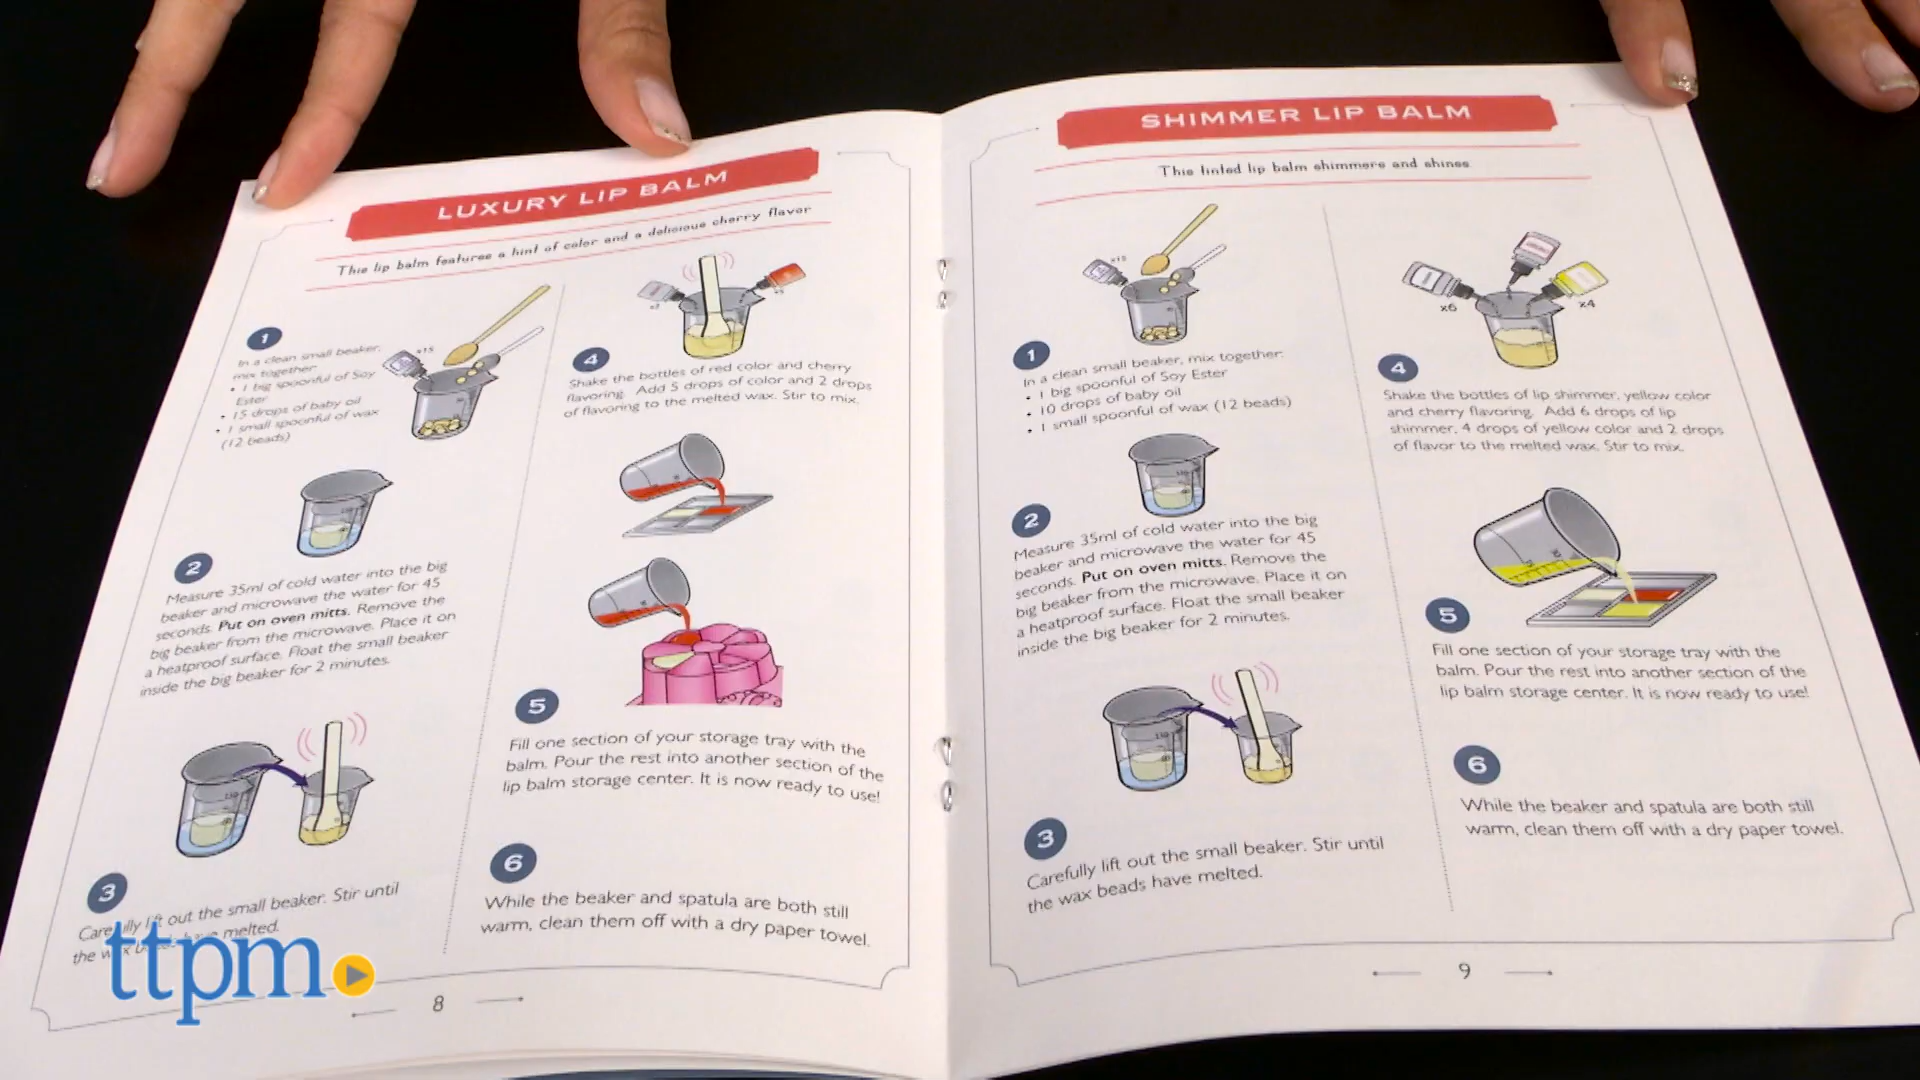 LUXURY LIP BALM
This lip balm features a hint of color and a delicious cherry flavor
1
In a clean small beaker,
mix together:
• 1 big spoonful of Soy
Ester
• 15 drops of baby oil
• 1 small spoonful of wax
(12 beads)
x15
2
Measure 35ml of cold water into the big
beaker and microwave the water for 45
seconds. Put on oven mitts. Remove the
big beaker from the microwave. Place it on
a heatproof surface. Float the small beaker
inside the big beaker for 2 minutes.
3
Carefully lift out the small beaker. Stir until
the wax beads have melted.
x2
x5
4
Shake the bottles of red color and cherry
flavoring. Add 5 drops of color and 2 drops
of flavoring to the melted wax. Stir to mix.
5
Fill one section of your storage tray with the
balm. Pour the rest into another section of the
lip balm storage center. It is now ready to use!
6
While the beaker and spatula are both still
warm, clean them off with a dry paper towel.
8
ttpm
SHIMMER LIP BALM
This tinted lip balm shimmers and shines
x15
1
In a clean small beaker, mix together:
• 1 big spoonful of Soy Ester
• 10 drops of baby oil
• 1 small spoonful of wax (12 beads)
2
Measure 35ml of cold water into the big
beaker and microwave the water for 45
seconds. Put on oven mitts. Remove the
big beaker from the microwave. Place it on
a heatproof surface. Float the small beaker
inside the big beaker for 2 minutes.
3
Carefully lift out the small beaker. Stir until
the wax beads have melted.
x6
x4
4
Shake the bottles of lip shimmer, yellow color
and cherry flavoring. Add 6 drops of lip
shimmer, 4 drops of yellow color and 2 drops
of flavor to the melted wax. Stir to mix.
5
Fill one section of your storage tray with the
balm. Pour the rest into another section of the
lip balm storage center. It is now ready to use!
6
While the beaker and spatula are both still
warm, clean them off with a dry paper towel.
9